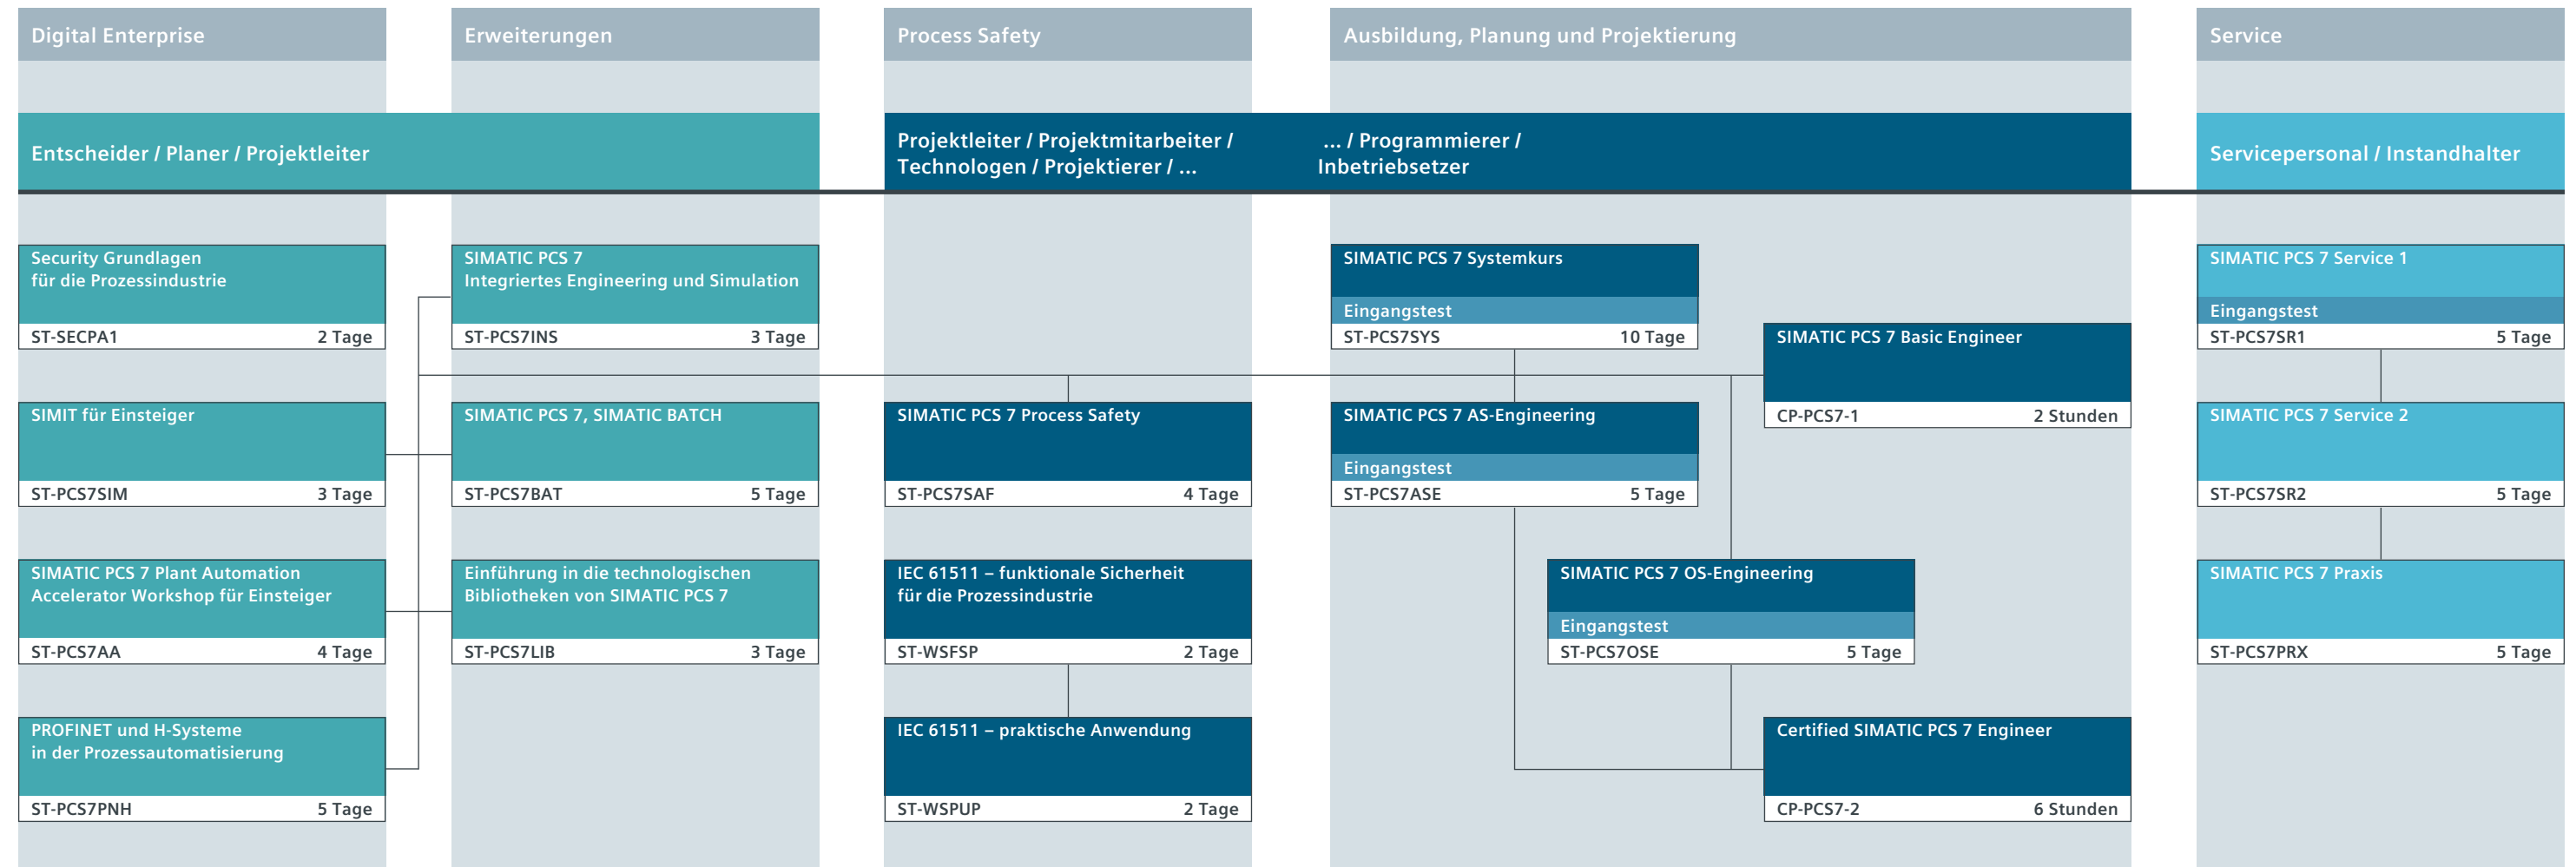 Digital Enterprise
Erweiterungen
Process Safety
Ausbildung, Planung und Projektierung
Service
Entscheider / Planer / Projektleiter
Projektleiter / Projektmitarbeiter /
Technologen / Projektierer / ...
... / Programmierer /
Inbetriebsetzer
Servicepersonal / Instandhalter
Security Grundlagen
für die Prozessindustrie
ST-SECPA1 2 Tage
SIMIT für Einsteiger
ST-PCS7SIM 3 Tage
SIMATIC PCS 7 Plant Automation
Accelerator Workshop für Einsteiger
ST-PCS7AA 4 Tage
PROFINET und H-Systeme
in der Prozessautomatisierung
ST-PCS7PNH 5 Tage
SIMATIC PCS 7
Integriertes Engineering und Simulation
ST-PCS7INS 3 Tage
SIMATIC PCS 7, SIMATIC BATCH
ST-PCS7BAT 5 Tage
Einführung in die technologischen
Bibliotheken von SIMATIC PCS 7
ST-PCS7LIB 3 Tage
SIMATIC PCS 7 Process Safety
ST-PCS7SAF 4 Tage
IEC 61511 – funktionale Sicherheit
für die Prozessindustrie
ST-WSFSP 2 Tage
IEC 61511 – praktische Anwendung
ST-WSPUP 2 Tage
SIMATIC PCS 7 Systemkurs
Eingangstest
ST-PCS7SYS 10 Tage
SIMATIC PCS 7 Basic Engineer
CP-PCS7-1 2 Stunden
SIMATIC PCS 7 AS-Engineering
Eingangstest
ST-PCS7ASE 5 Tage
SIMATIC PCS 7 OS-Engineering
Eingangstest
ST-PCS7OSE 5 Tage
Certified SIMATIC PCS 7 Engineer
CP-PCS7-2 6 Stunden
SIMATIC PCS 7 Service 1
Eingangstest
ST-PCS7SR1 5 Tage
SIMATIC PCS 7 Service 2
ST-PCS7SR2 5 Tage
SIMATIC PCS 7 Praxis
ST-PCS7PRX 5 Tage